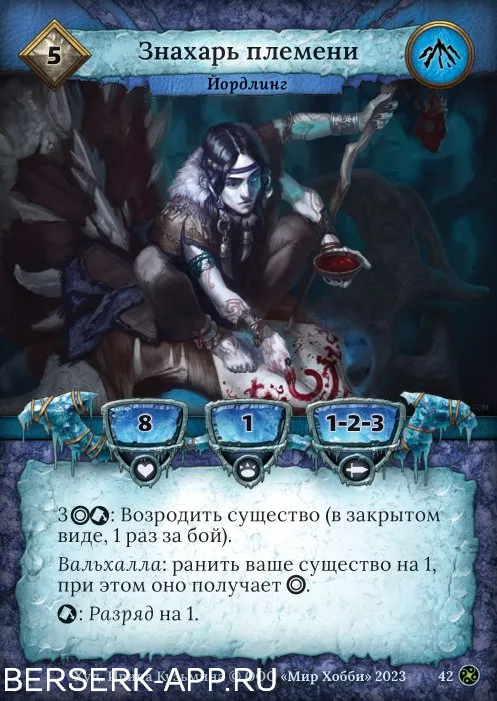 5
Знахарь племени
Йордлинг
8
1
1-2-3
3: Возродить существо (в закрытом
виде, 1 раз за бой).
Вальхалла: ранить ваше существо на 1,
при этом оно получает .
: Разряд на 1.
© ООО «Мир Хобби» 2023
42
BERSERK-APP.RU